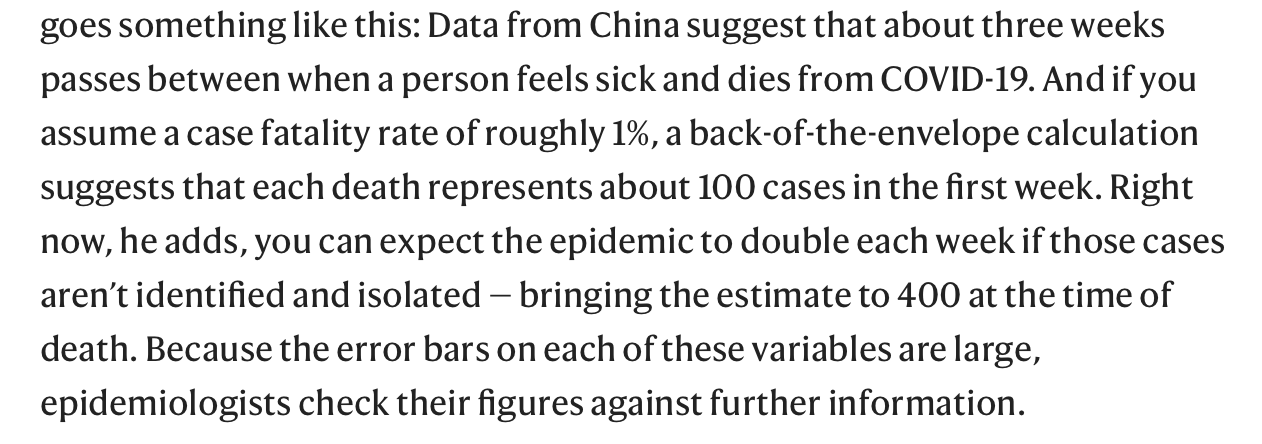 goes something like this: Data from China suggest that about three weeks
passes between when a person feels sick and dies from COVID-19. And if you
assume a case fatality rate of roughly 1%, a back-of-the-envelope calculation
suggests that each death represents about 100 cases in the first week. Right
now, he adds, you can expect the epidemic to double each week if those cases
aren’t identified and isolated — bringing the estimate to 400 at the time of
death. Because the error bars on each of these variables are large,
epidemiologists check their figures against further information.